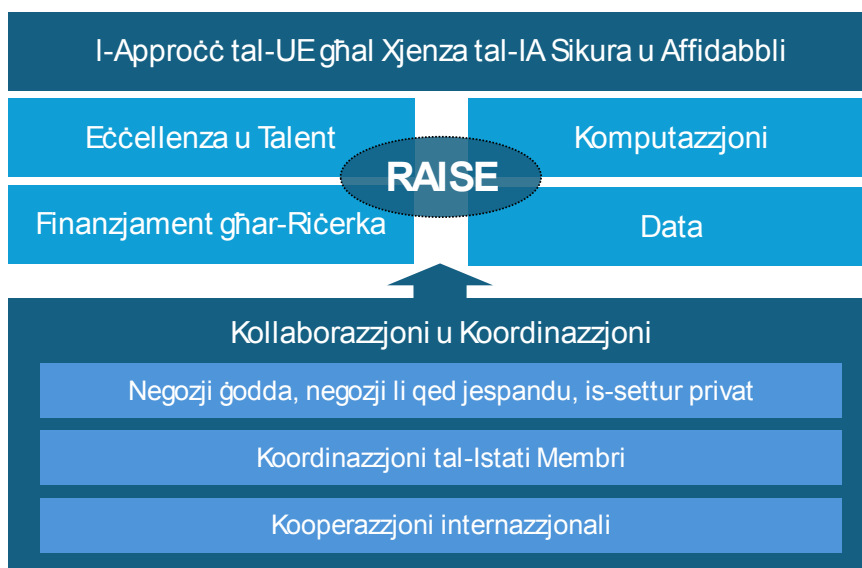 I-Approċċ tal-UE għal Xjenza tal-IA Sikura u Affidabbli
Eċċellenza u Talent
Komputazzjoni
RAISE
Finanzjament għar-Riċerka
Data
Kollaborazzjoni u Koordinazzjoni
Negozji ġodda, negozji li qed jespandu, is-settur privat
Koordinazzjoni tal-Istati Membri
Kooperazzjoni internazzjonali